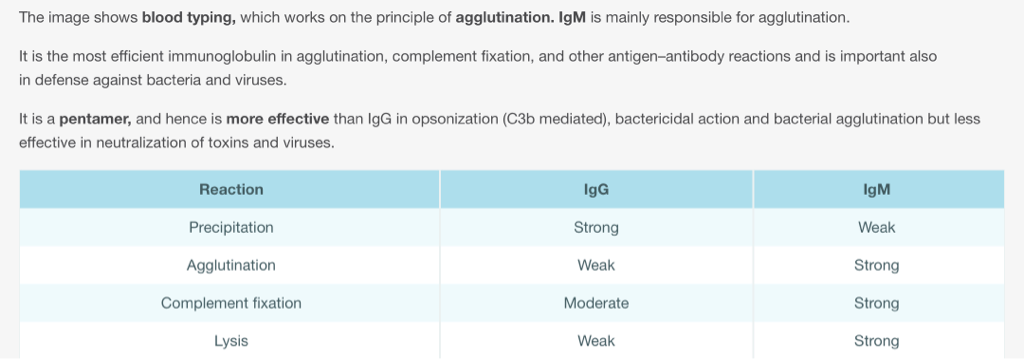 The image shows blood typing, which works on the principle of agglutination. IgM is mainly responsible for agglutination.
It is the most efficient immunoglobulin in agglutination, complement fixation, and other antigen–antibody reactions and is important also
in defense against bacteria and viruses.
It is a pentamer, and hence is more effective than IgG in opsonization (C3b mediated), bactericidal action and bacterial agglutination but less
effective in neutralization of toxins and viruses.
Reaction IgG IgM
Precipitation Strong Weak
Agglutination Weak Strong
Complement fixation Moderate Strong
Lysis Weak Strong